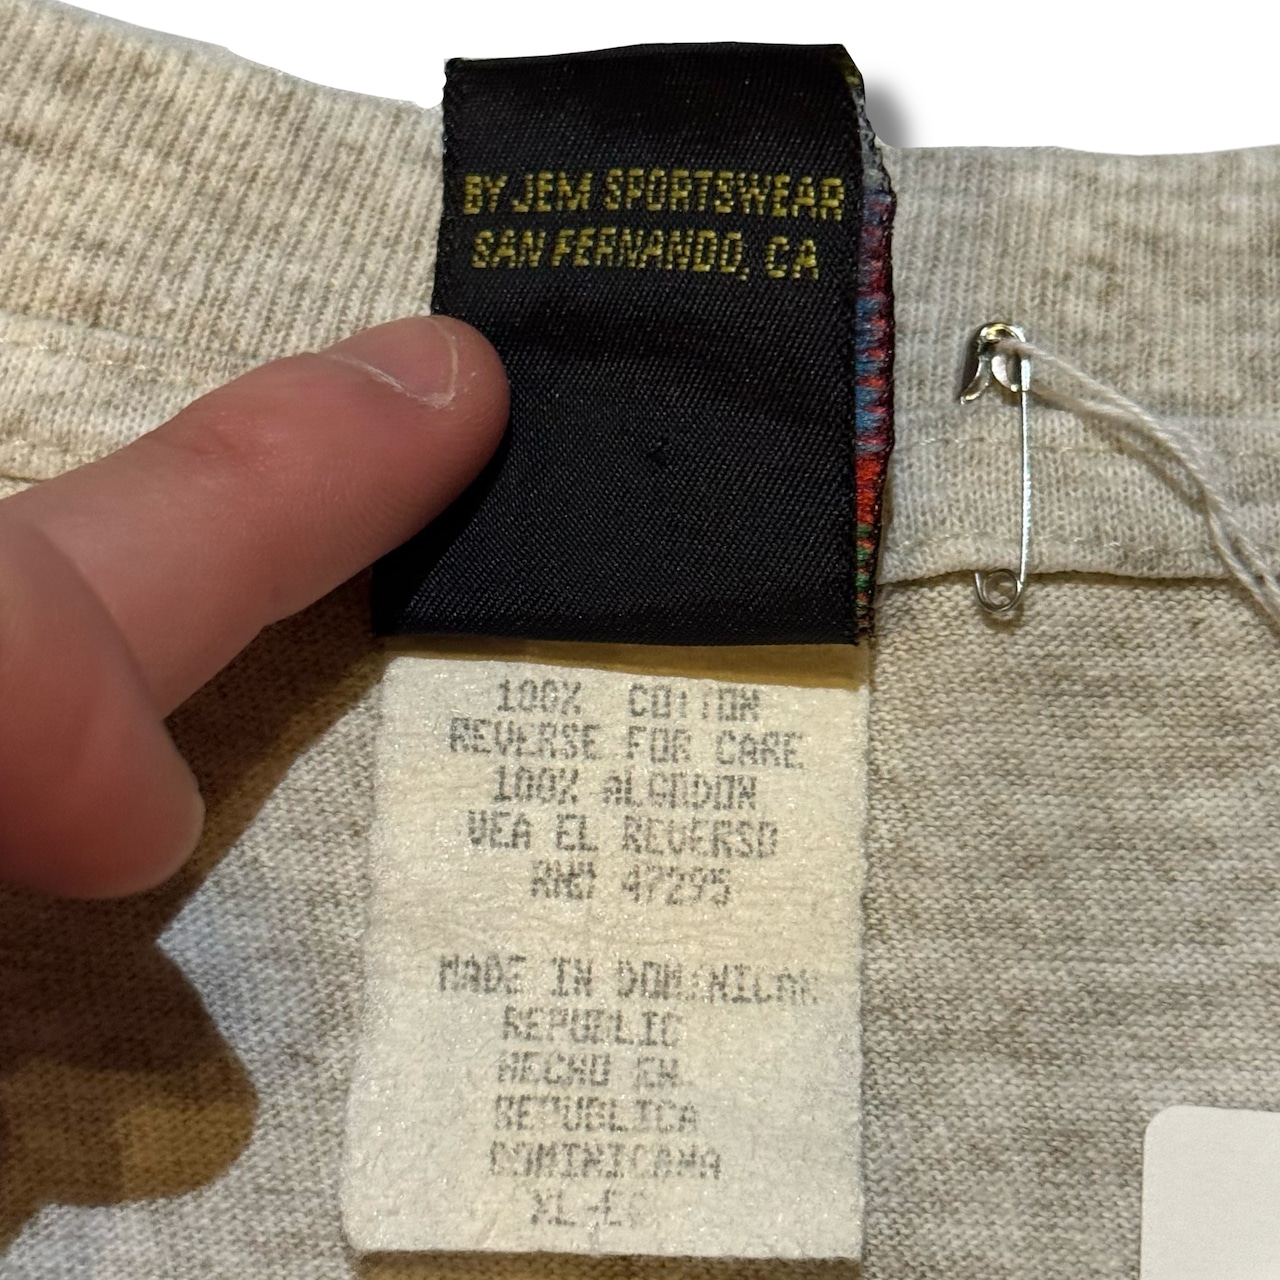 BY JEM SPORTSWEAR
SAN FERNANDO, CA
100% COTTON
REVERSE FOR CARE
100% ALGODON
VEA EL REVERSO
RN# 47295
MADE IN DOMINICAN
REPUBLIC
HECHO EN
REPUBLICA
DOMINICANA